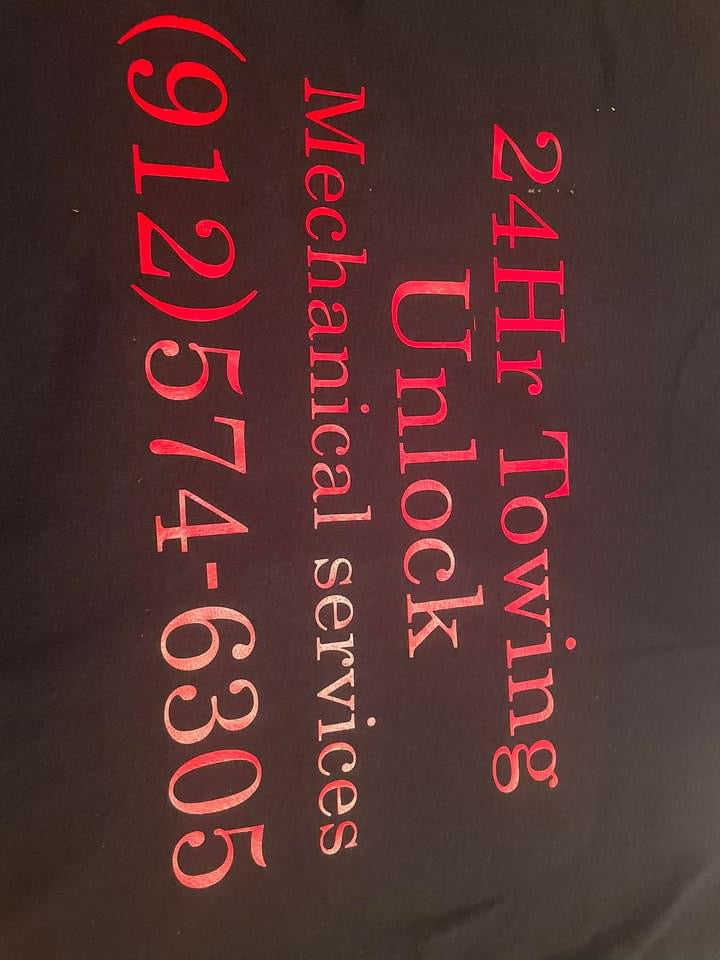 24Hr Towing
Unlock
Mechanical services
(912)574-6305